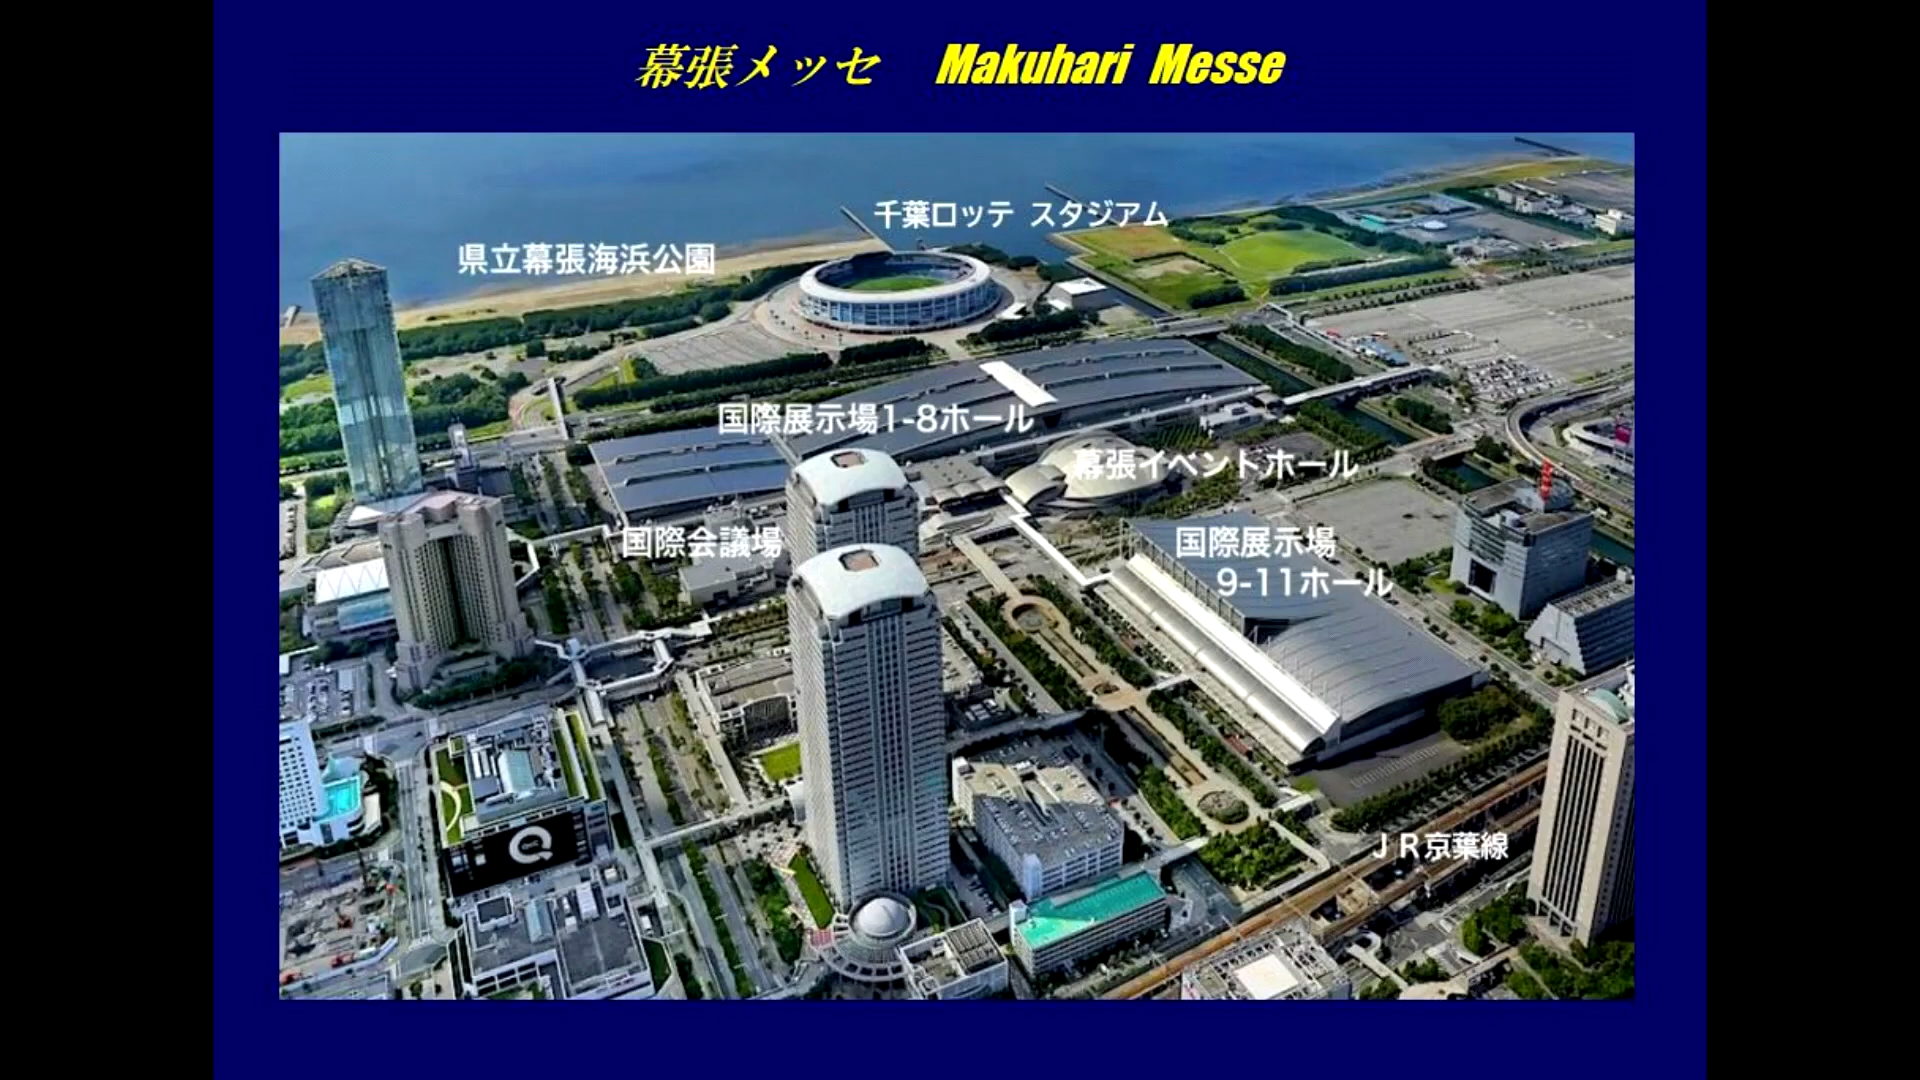 幕張メッセ　Makuhari Messe
千葉ロッテ スタジアム
県立幕張海浜公園
国際展示場1-8ホール
幕張イベントホール
国際会議場
国際展示場
9-11ホール
ＪＲ京葉線